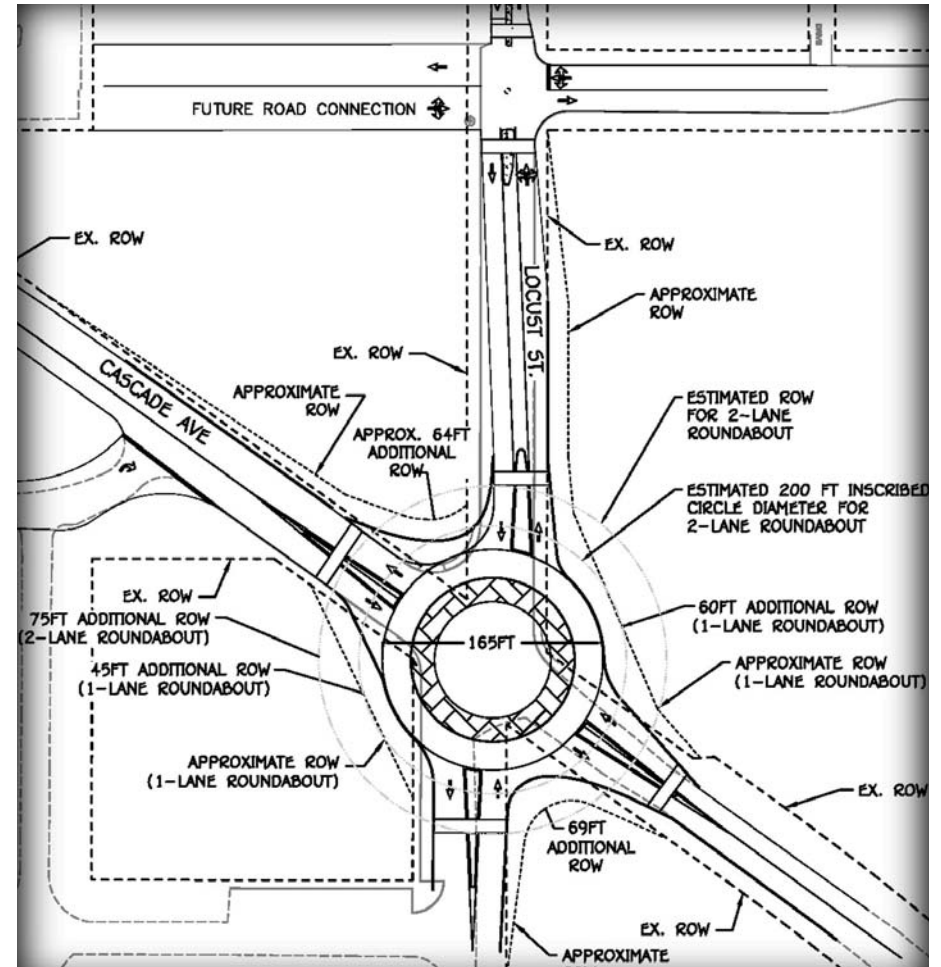 FUTURE ROAD CONNECTION
EX. ROW
EX. ROW
LOCUST ST.
APPROXIMATE
ROW
EX. ROW
CASCADE AVE
APPROXIMATE
ROW
APPROX. 64FT
ADDITIONAL
ROW
ESTIMATED ROW
FOR 2-LANE
ROUNDABOUT
ESTIMATED 200 FT INSCRIBED
CIRCLE DIAMETER FOR
2-LANE ROUNDABOUT
EX. ROW
75FT ADDITIONAL ROW
(2-LANE ROUNDABOUT)
45FT ADDITIONAL ROW
(1-LANE ROUNDABOUT)
165FT
60FT ADDITIONAL ROW
(1-LANE ROUNDABOUT)
APPROXIMATE ROW
(1-LANE ROUNDABOUT)
APPROXIMATE ROW
(1-LANE ROUNDABOUT)
EX. ROW
69FT
ADDITIONAL
ROW
EX. ROW
APPROXIMATE